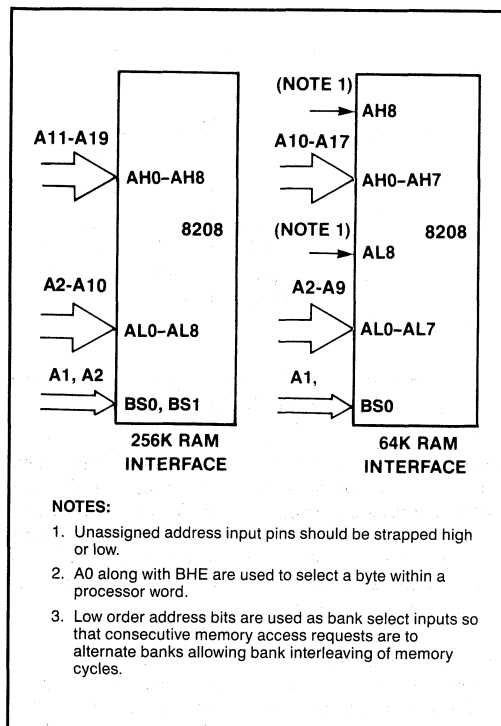 A11-A19
AH0–AH8
8208
A2-A10
AL0–AL8
A1, A2
BS0, BS1
256K RAM
INTERFACE
(NOTE 1)
AH8
A10-A17
AH0–AH7
(NOTE 1)
8208
AL8
A2-A9
AL0–AL7
A1,
BS0
64K RAM
INTERFACE
NOTES:
1. Unassigned address input pins should be strapped high
or low.
2. A0 along with BHE are used to select a byte within a
processor word.
3. Low order address bits are used as bank select inputs so
that consecutive memory access requests are to
alternate banks allowing bank interleaving of memory
cycles.